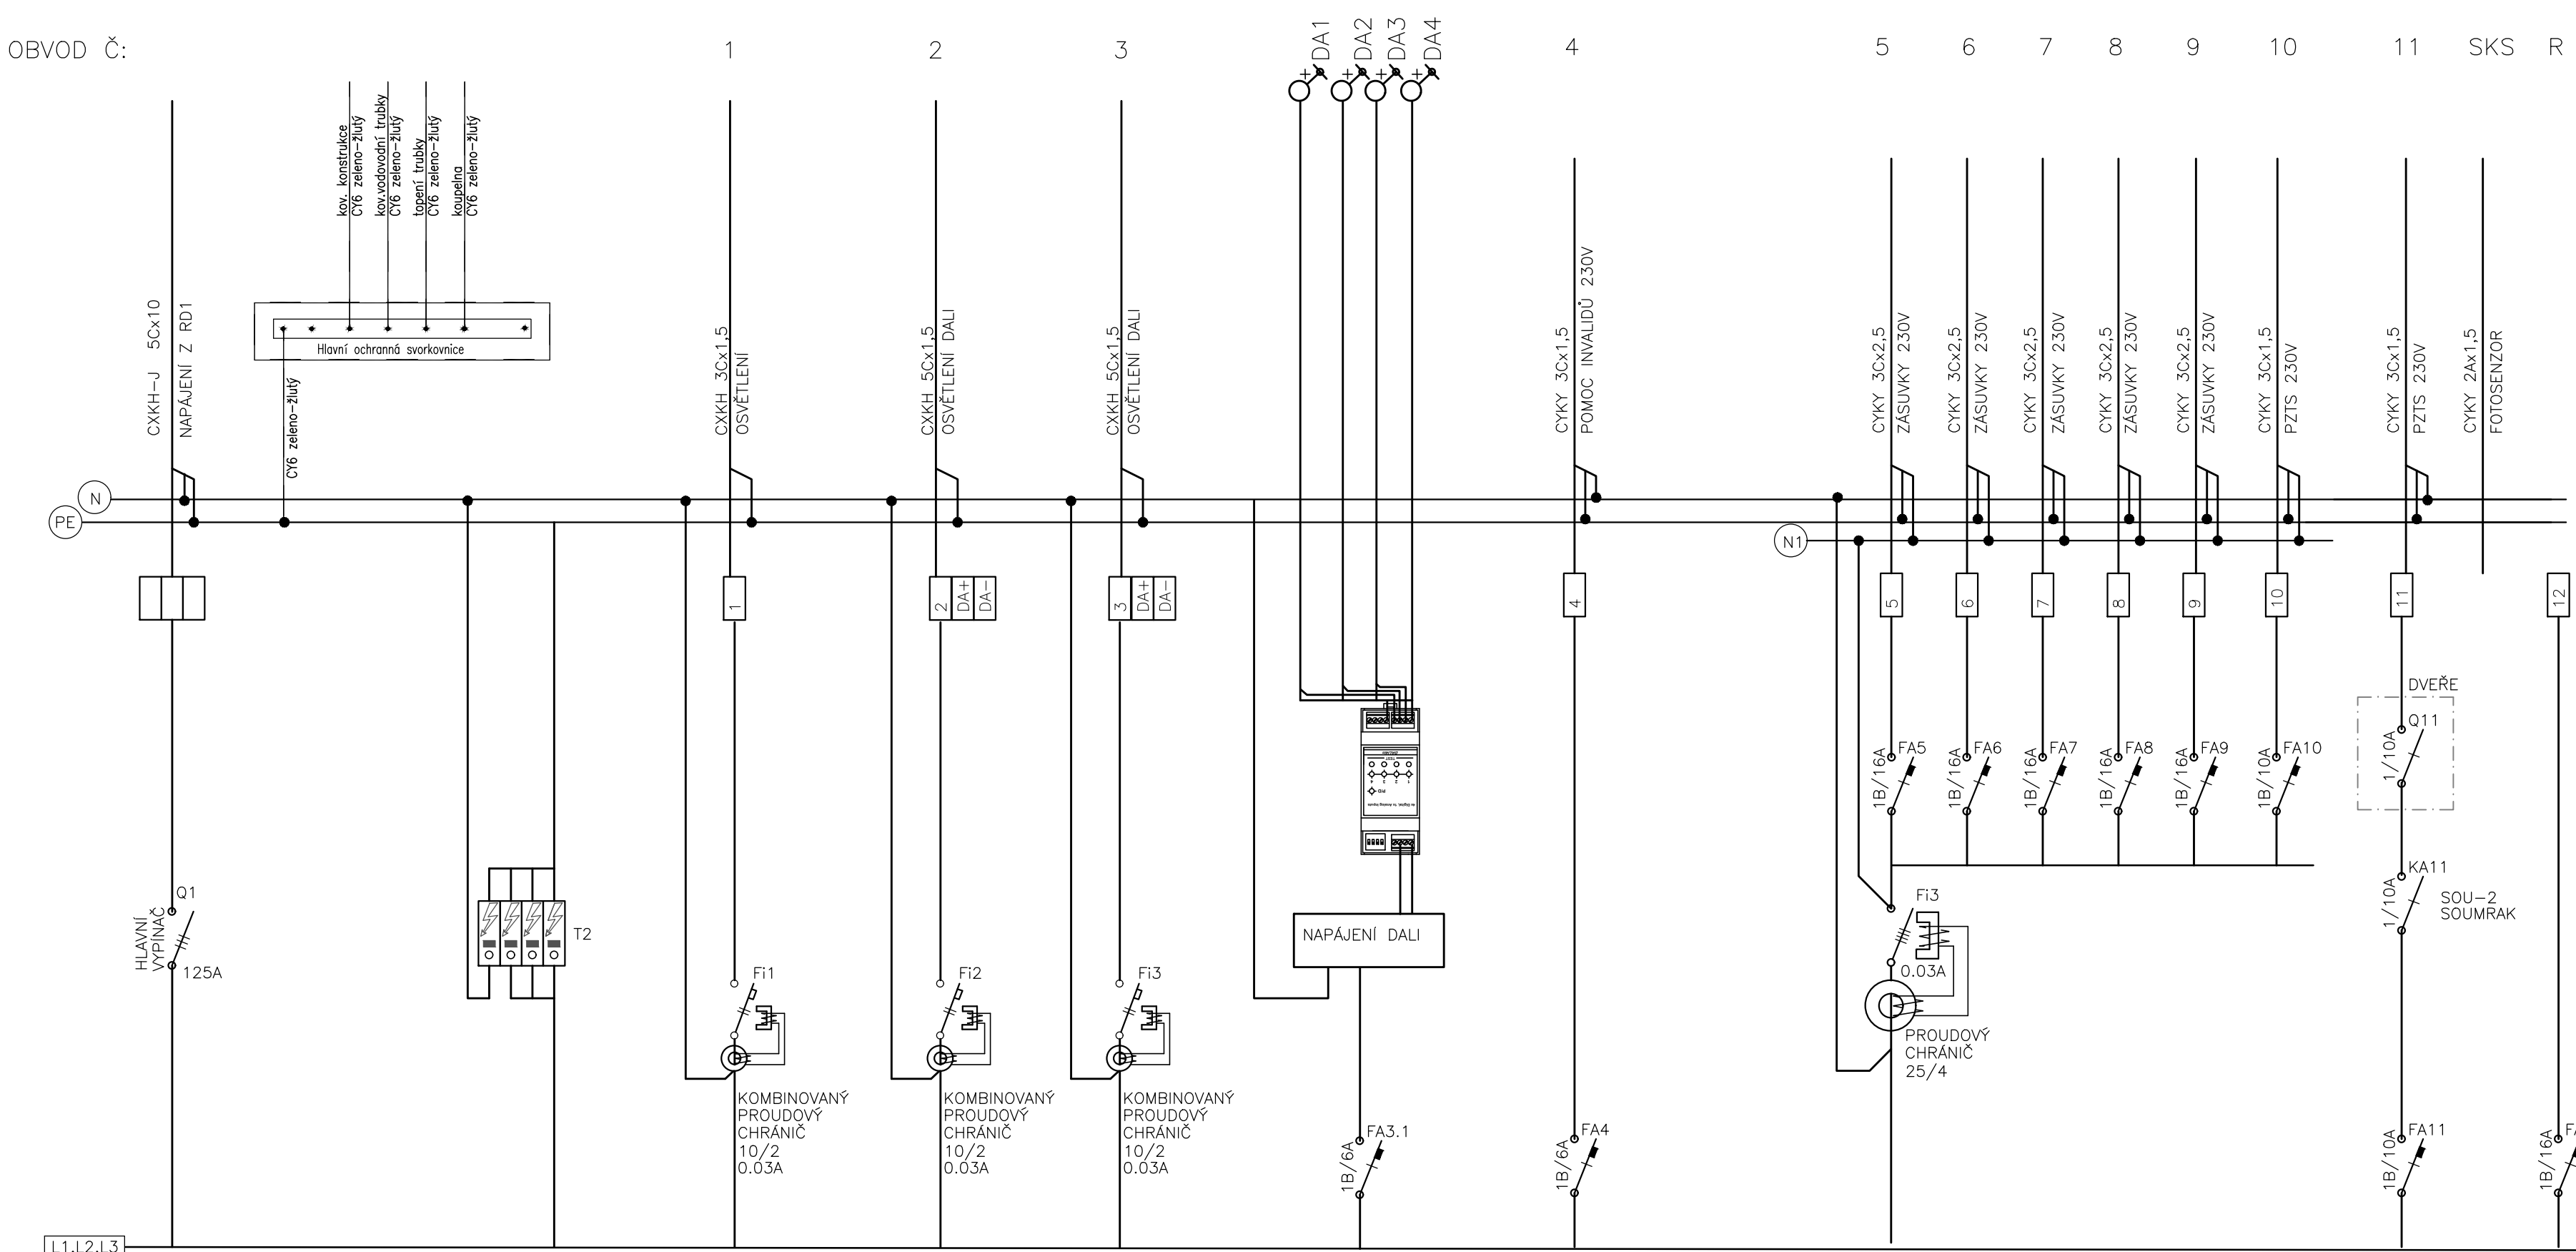 OBVOD Č:
1
2
3
DA1
DA2
DA3
DA4
4
5
6
7
8
9
10
11
SKS
R
+
+
+
+
kov. konstrukce
CY6 zeleno-žlutý
kov.vodovodní trubky
CY6 zeleno-žlutý
topení trubky
CY6 zeleno-žlutý
koupelna
CY6 zeleno-žlutý
Hlavní ochranná svorkovnice
CY6 zeleno-žlutý
CXKH-J 5Cx10
NAPÁJENÍ Z RD1
CXKH 3Cx1,5
OSVĚTLENÍ
CXKH 5Cx1,5
OSVĚTLENÍ DALI
CXKH 5Cx1,5
OSVĚTLENÍ DALI
CYKY 3Cx1,5
POMOC INVALIDŮ 230V
CYKY 3Cx2,5
ZÁSUVKY 230V
CYKY 3Cx2,5
ZÁSUVKY 230V
CYKY 3Cx2,5
ZÁSUVKY 230V
CYKY 3Cx2,5
ZÁSUVKY 230V
CYKY 3Cx2,5
ZÁSUVKY 230V
CYKY 3Cx1,5
PZTS 230V
CYKY 3Cx1,5
PZTS 230V
CYKY 2Ax1,5
FOTOSENZOR
N
PE
N1
1
2
DA+
DA-
3
DA+
DA-
4
5
6
7
8
9
10
11
12
DVEŘE
Q11
1/10A
TEST
PID
4x Digital, 1x Analog Inputs
1B/16A
FA5
1B/16A
FA6
1B/16A
FA7
1B/16A
FA8
1B/16A
FA9
1B/10A
FA10
KA11
1/10A
SOU-2
SOUMRAK
Q1
HLAVNÍ
VYPÍNAČ
125A
T2
NAPÁJENÍ DALI
Fi3
0.03A
PROUDOVÝ
CHRÁNIČ
25/4
Fi1
KOMBINOVANÝ
PROUDOVÝ
CHRÁNIČ
10/2
0.03A
Fi2
KOMBINOVANÝ
PROUDOVÝ
CHRÁNIČ
10/2
0.03A
Fi3
KOMBINOVANÝ
PROUDOVÝ
CHRÁNIČ
10/2
0.03A
FA3.1
1B/6A
FA4
1B/6A
FA11
1B/10A
1B/16A
L1,L2,L3